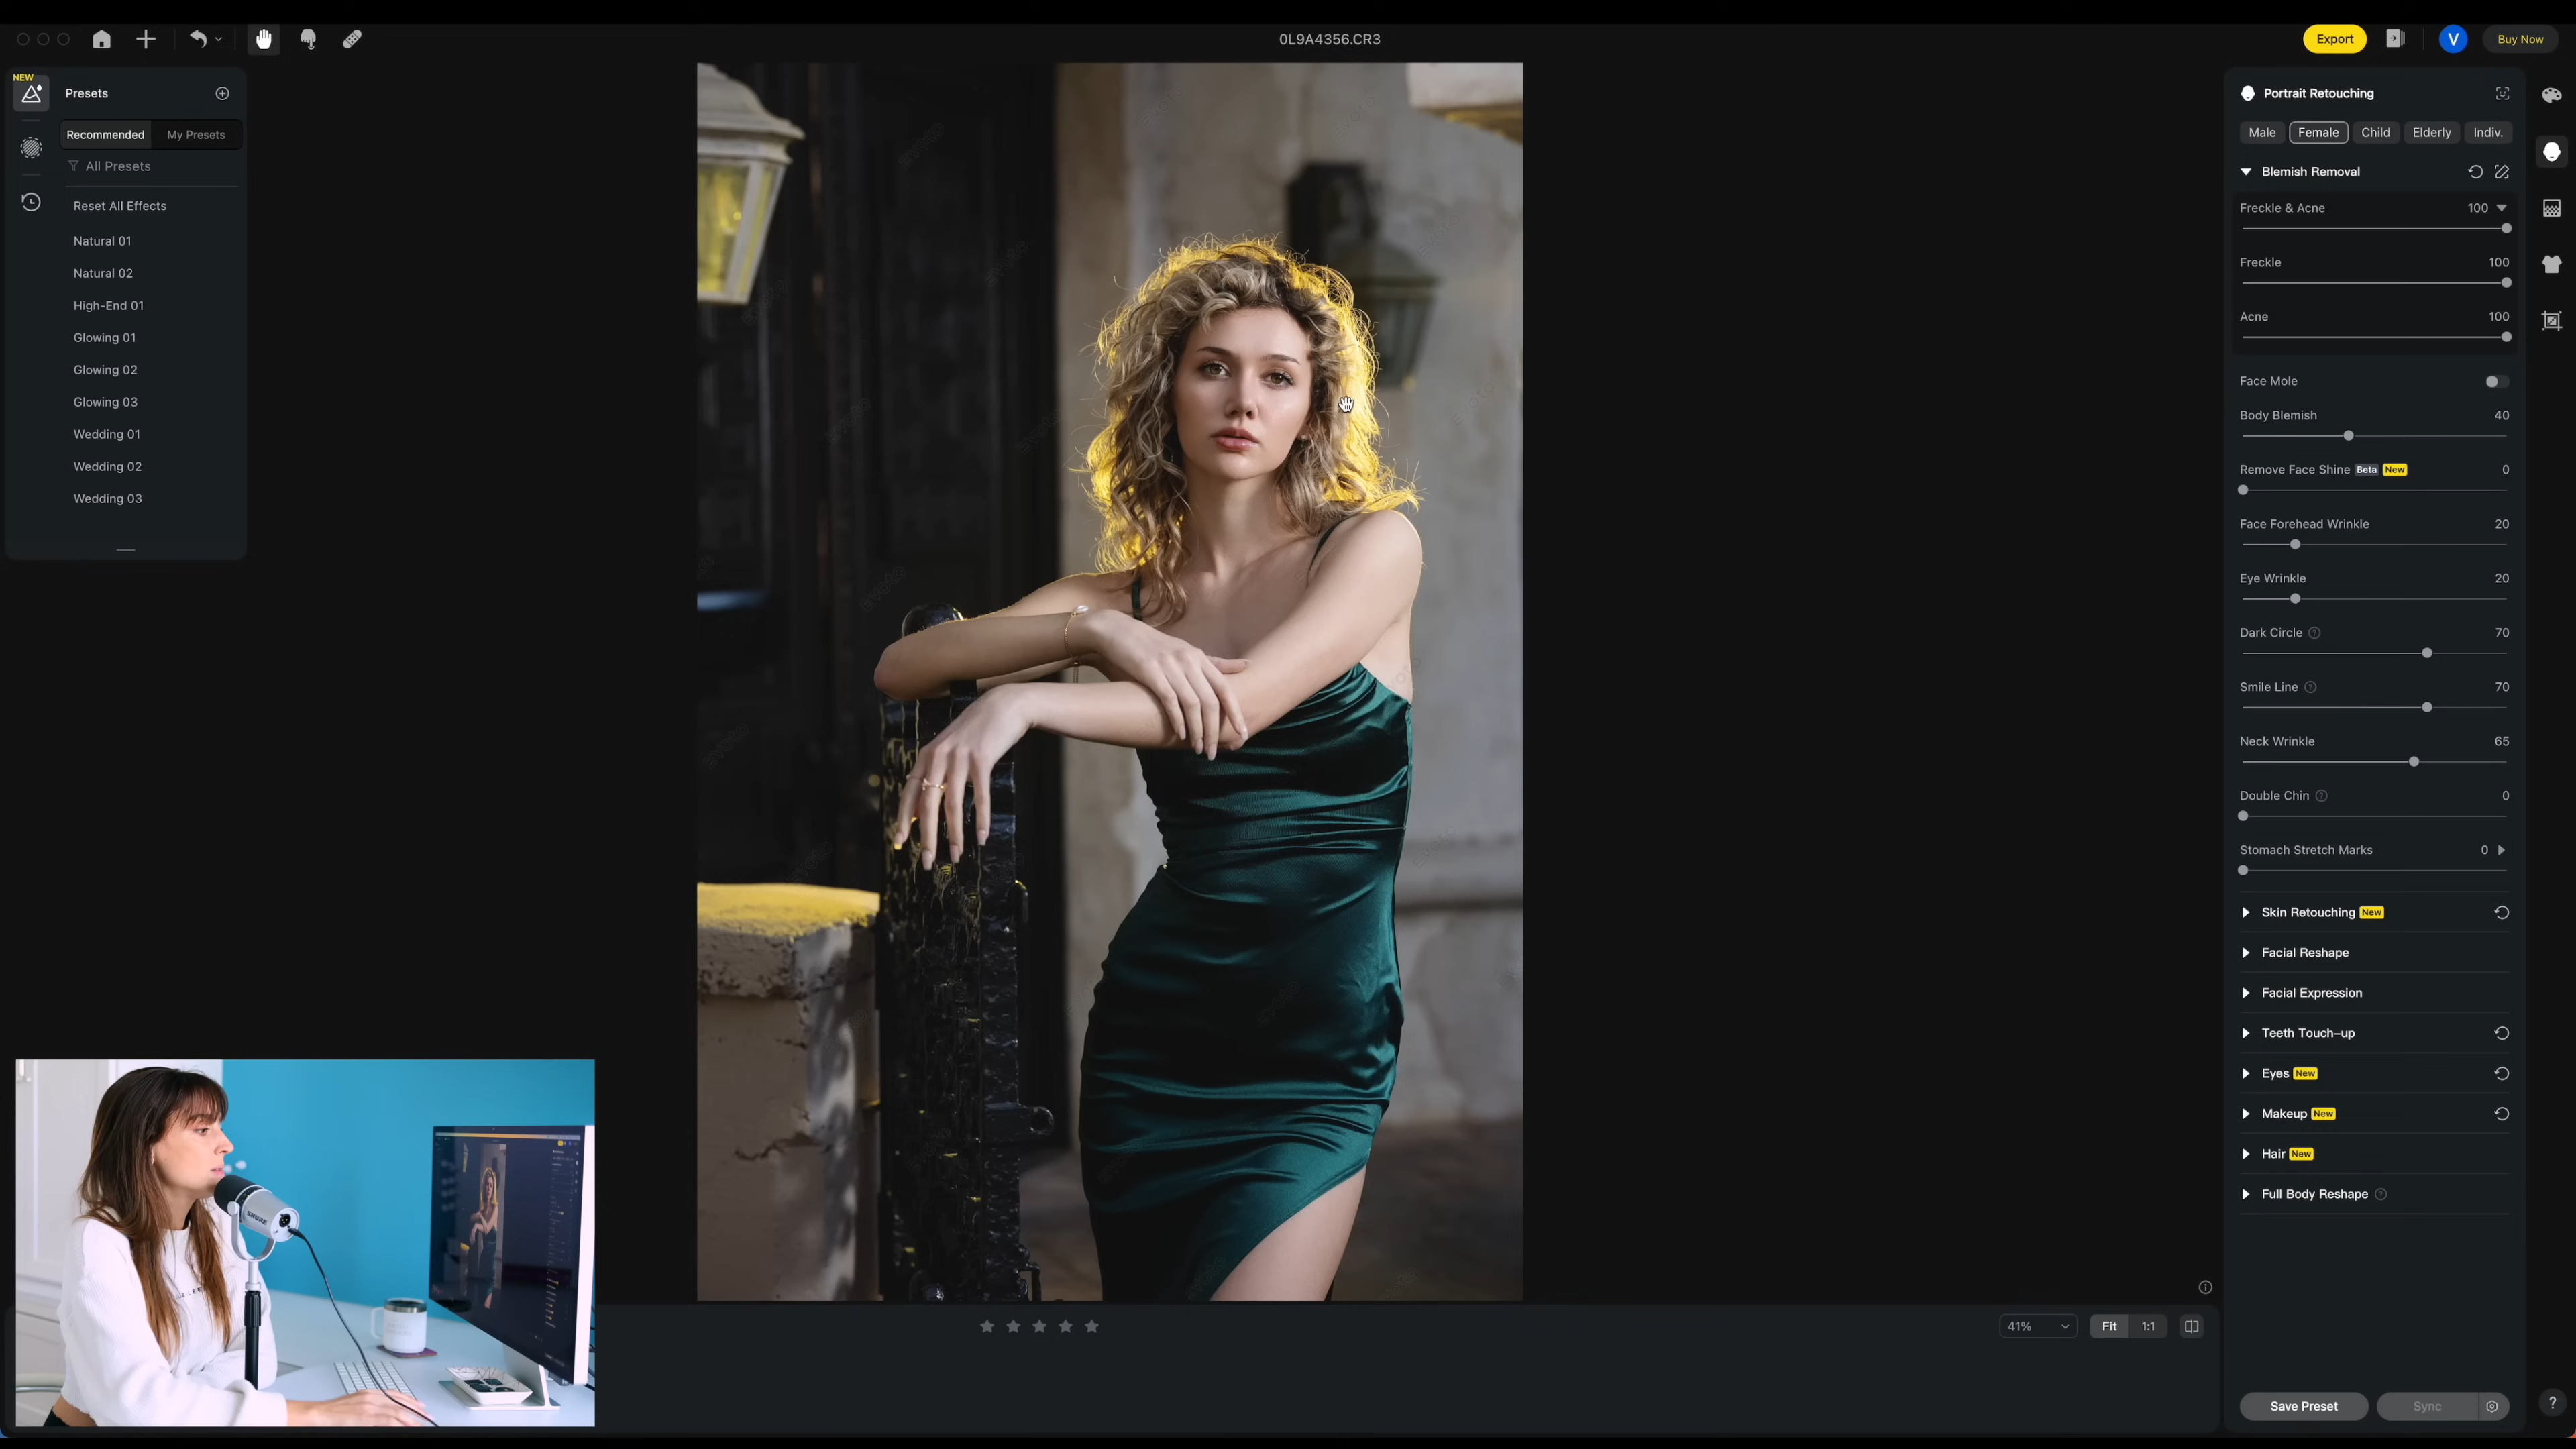 0L9A4356.CR3
Export
V
Buy Now
NEW
Presets
Recommended
My Presets
All Presets
Reset All Effects
Natural 01
Natural 02
High-End 01
Glowing 01
Glowing 02
Glowing 03
Wedding 01
Wedding 02
Wedding 03
EVOTO
SHURE
41%
Fit
1:1
Portrait Retouching
Male
Female
Child
Elderly
Indiv.
Blemish Removal
Freckle & Acne 100
Freckle 100
Acne 100
Face Mole
Body Blemish 40
Remove Face Shine Beta New 0
Face Forehead Wrinkle 20
Eye Wrinkle 20
Dark Circle ? 70
Smile Line ? 70
Neck Wrinkle 65
Double Chin ? 0
Stomach Stretch Marks 0
Skin Retouching New
Facial Reshape
Facial Expression
Teeth Touch-up
Eyes New
Makeup New
Hair New
Full Body Reshape ?
Save Preset
Sync
?